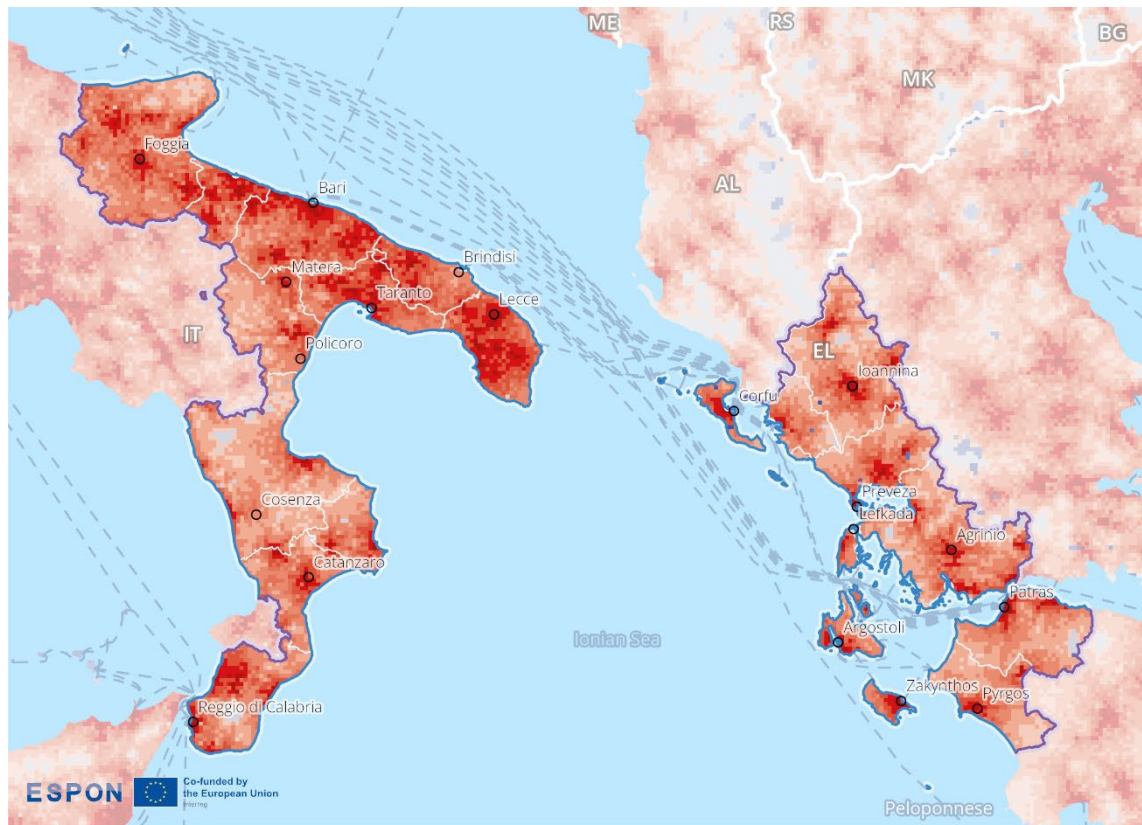 ME
RS
BG
MK
Foggia
AL
Bari
Brindisi
Matera
Taranto
Lecce
IT
Policoro
EL
Ioannina
Corfu
Cosenza
Preveza
Lefkada
Agrinio
Catanzaro
Patras
Ionian Sea
Argostoli
Zakynthos
Pyrgos
Reggio di Calabria
ESPON
Co-funded by
the European Union
Interreg
Peloponnese